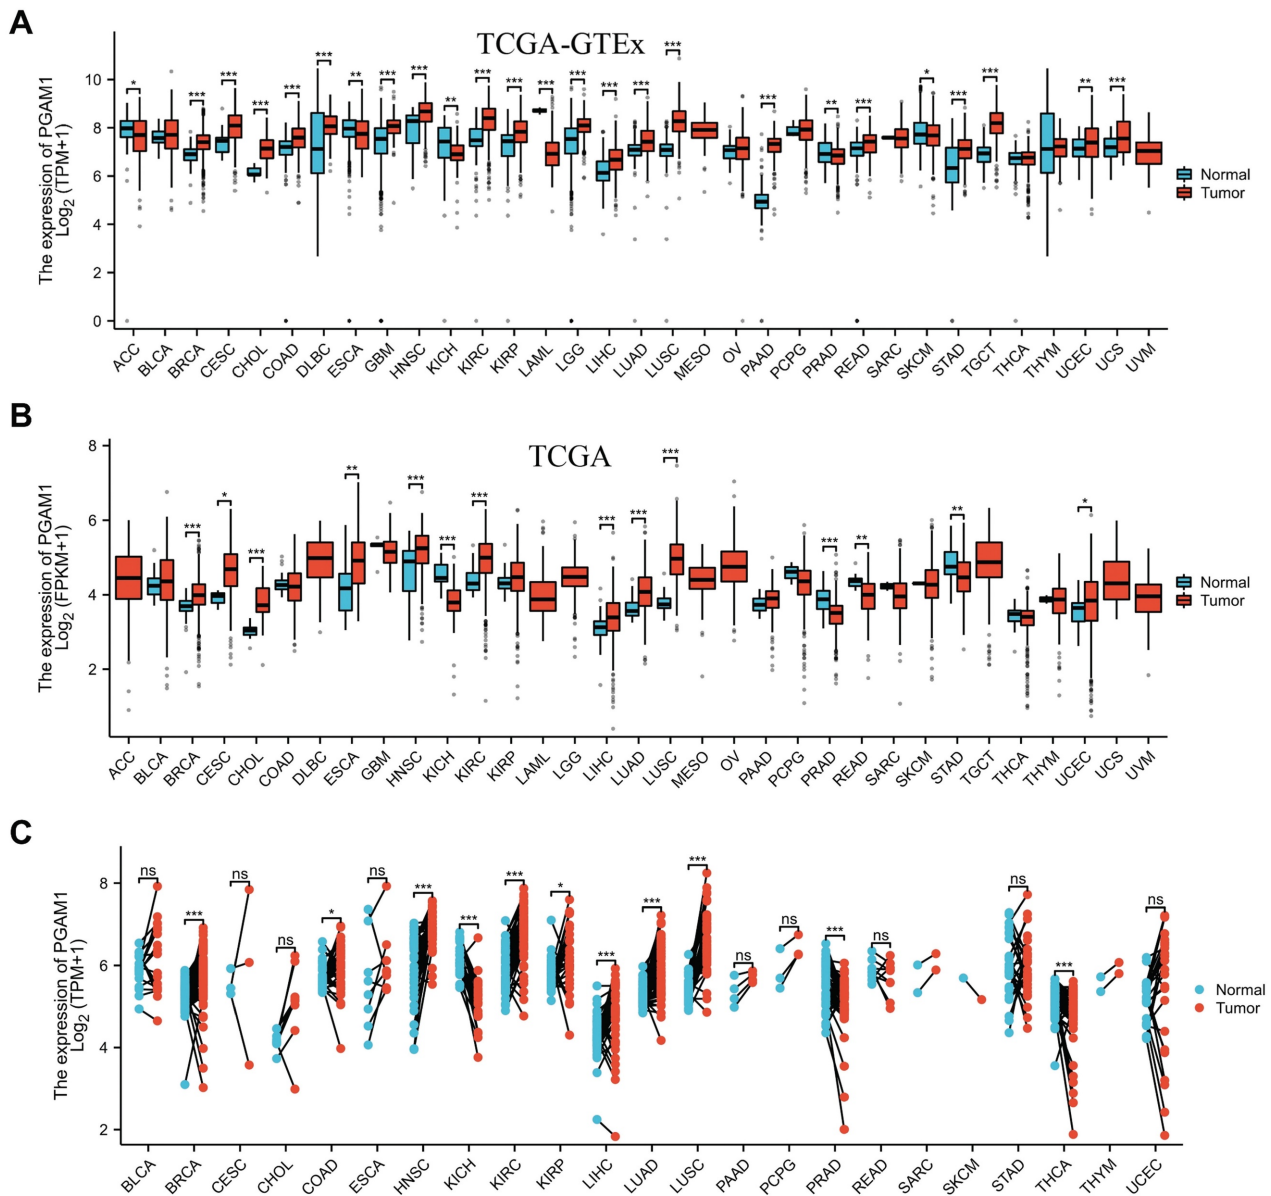 A
TCGA-GTEx
The expression of PGAM1
Log2 (TPM+1)
10
8
6
4
2
0
* *** *** *** *** *** ** *** *** ** *** *** *** *** *** *** *** *** ** *** * *** *** ** ***
Normal
Tumor
ACC BLCA BRCA CESC CHOL COAD DLBC ESCA GBM HNSC KICH KIRC KIRP LAML LGG LIHC LUAD LUSC MESO OV PAAD PCPG PRAD READ SARC SKCM STAD TGCT THCA THYM UCEC UCS UVM
B
TCGA
The expression of PGAM1
Log2 (FPKM+1)
8
6
4
2
*** * *** ** *** *** *** *** *** *** *** ** ** *
Normal
Tumor
ACC BLCA BRCA CESC CHOL COAD DLBC ESCA GBM HNSC KICH KIRC KIRP LAML LGG LIHC LUAD LUSC MESO OV PAAD PCPG PRAD READ SARC SKCM STAD TGCT THCA THYM UCEC UCS UVM
C
The expression of PGAM1
Log2 (TPM+1)
8
6
4
2
ns *** ns ns * ns *** *** *** * *** *** *** ns ns *** ns ns *** ns
Normal
Tumor
BLCA BRCA CESC CHOL COAD ESCA HNSC KICH KIRC KIRP LIHC LUAD LUSC PAAD PCPG PRAD READ SARC SKCM STAD THCA THYM UCEC